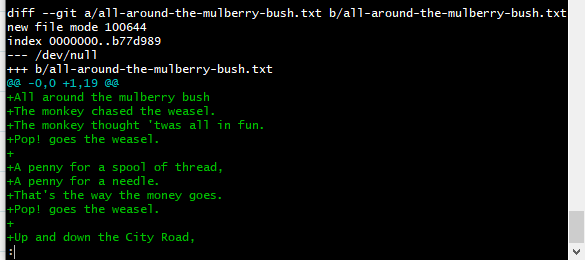 diff --git a/all-around-the-mulberry-bush.txt b/all-around-the-mulberry-bush.txt
new file mode 100644
index 0000000..b77d989
--- /dev/null
+++ b/all-around-the-mulberry-bush.txt
@@ -0,0 +1,19 @@
+All around the mulberry bush
+The monkey chased the weasel.
+The monkey thought 'twas all in fun.
+Pop! goes the weasel.
+
+A penny for a spool of thread,
+A penny for a needle.
+That's the way the money goes.
+Pop! goes the weasel.
+
+Up and down the City Road,
: